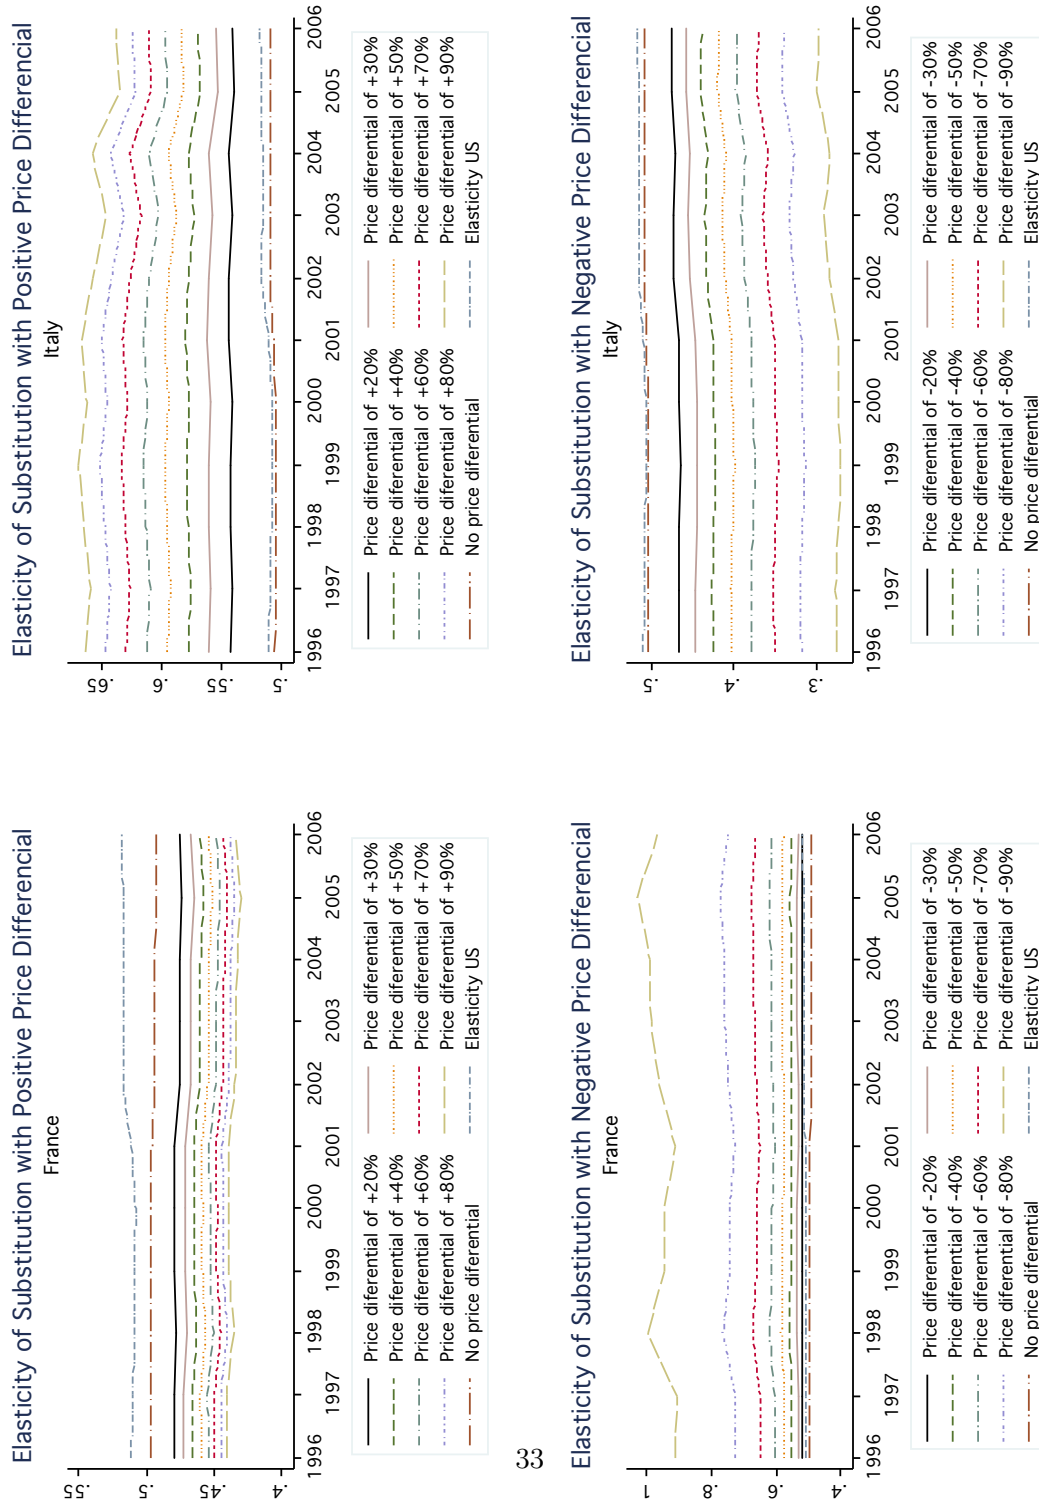 Elasticity of Substitution with Positive Price Differencial
France
.55
.5
.45
.4
1996 1997 1998 1999 2000 2001 2002 2003 2004 2005 2006
Price diferential of +20% Price diferential of +30%
Price diferential of +40% Price diferential of +50%
Price diferential of +60% Price diferential of +70%
Price diferential of +80% Price diferential of +90%
No price diferential Elasticity US
Elasticity of Substitution with Positive Price Differencial
Italy
.65
.6
.55
.5
1996 1997 1998 1999 2000 2001 2002 2003 2004 2005 2006
Price diferential of +20% Price diferential of +30%
Price diferential of +40% Price diferential of +50%
Price diferential of +60% Price diferential of +70%
Price diferential of +80% Price diferential of +90%
No price diferential Elasticity US
Elasticity of Substitution with Negative Price Differencial
France
1
.8
.6
.4
1996 1997 1998 1999 2000 2001 2002 2003 2004 2005 2006
Price diferential of -20% Price diferential of -30%
Price diferential of -40% Price diferential of -50%
Price diferential of -60% Price diferential of -70%
Price diferential of -80% Price diferential of -90%
No price diferential Elasticity US
Elasticity of Substitution with Negative Price Differencial
Italy
.5
.4
.3
1996 1997 1998 1999 2000 2001 2002 2003 2004 2005 2006
Price diferential of -20% Price diferential of -30%
Price diferential of -40% Price diferential of -50%
Price diferential of -60% Price diferential of -70%
Price diferential of -80% Price diferential of -90%
No price diferential Elasticity US
33